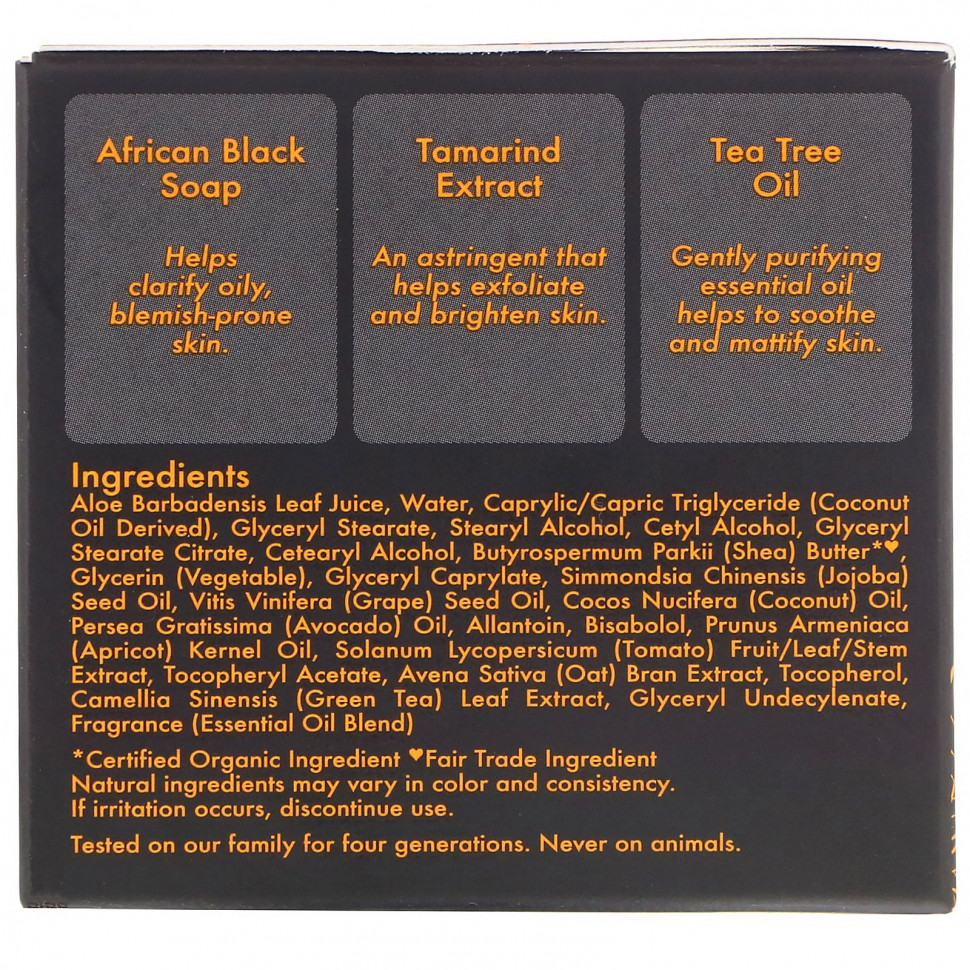 African Black
Soap
Helps
clarify oily,
blemish-prone
skin.
Tamarind
Extract
An astringent that
helps exfoliate
and brighten skin.
Tea Tree
Oil
Gently purifying
essential oil
helps to soothe
and mattify skin.
Ingredients
Aloe Barbadensis Leaf Juice, Water, Caprylic/Capric Triglyceride (Coconut
Oil Derived), Glyceryl Stearate, Stearyl Alcohol, Cetyl Alcohol, Glyceryl
Stearate Citrate, Cetearyl Alcohol, Butyrospermum Parkii (Shea) Butter*♥,
Glycerin (Vegetable), Glyceryl Caprylate, Simmondsia Chinensis (Jojoba)
Seed Oil, Vitis Vinifera (Grape) Seed Oil, Cocos Nucifera (Coconut) Oil,
Persea Gratissima (Avocado) Oil, Allantoin, Bisabolol, Prunus Armeniaca
(Apricot) Kernel Oil, Solanum Lycopersicum (Tomato) Fruit/Leaf/Stem
Extract, Tocopheryl Acetate, Avena Sativa (Oat) Bran Extract, Tocopherol,
Camellia Sinensis (Green Tea) Leaf Extract, Glyceryl Undecylenate,
Fragrance (Essential Oil Blend)
*Certified Organic Ingredient ♥Fair Trade Ingredient
Natural ingredients may vary in color and consistency.
If irritation occurs, discontinue use.
Tested on our family for four generations. Never on animals.